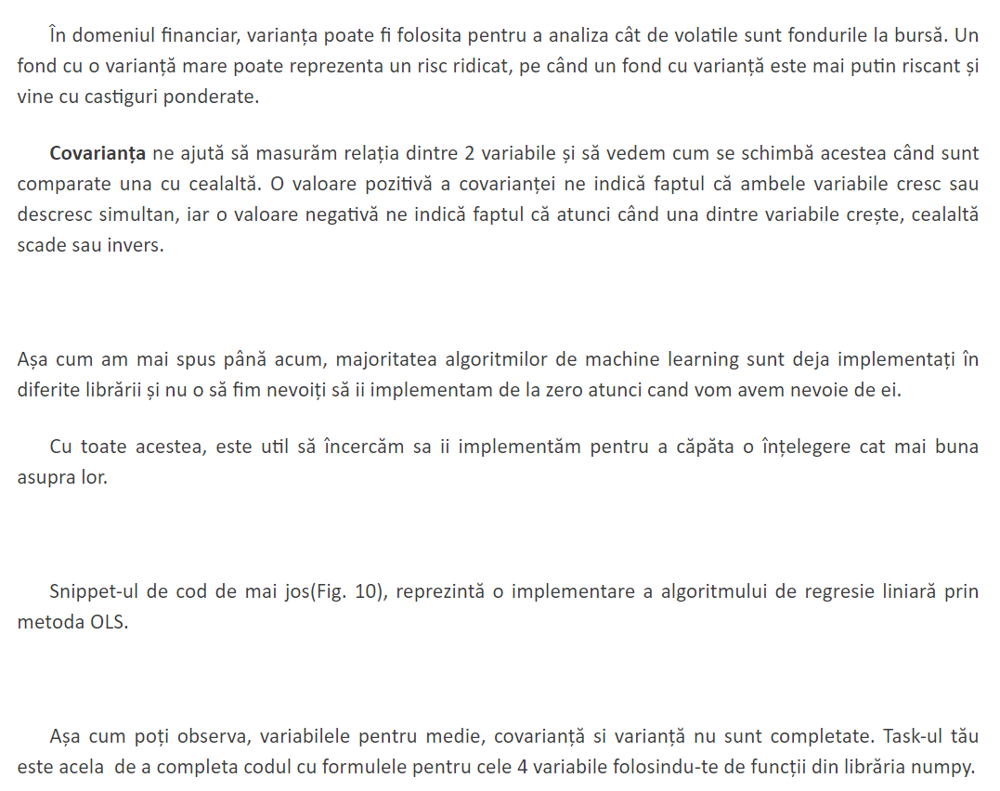 În domeniul financiar, varianța poate fi folosita pentru a analiza cât de volatile sunt fondurile la bursă. Un
fond cu o varianță mare poate reprezenta un risc ridicat, pe când un fond cu varianță este mai putin riscant și
vine cu castiguri ponderate.
Covarianța ne ajută să masurăm relația dintre 2 variabile și să vedem cum se schimbă acestea când sunt
comparate una cu cealaltă. O valoare pozitivă a covarianței ne indică faptul că ambele variabile cresc sau
descresc simultan, iar o valoare negativă ne indică faptul că atunci când una dintre variabile crește, cealaltă
scade sau invers.
Așa cum am mai spus până acum, majoritatea algoritmilor de machine learning sunt deja implementați în
diferite librării și nu o să fim nevoiți să ii implementam de la zero atunci cand vom avem nevoie de ei.
Cu toate acestea, este util să încercăm sa ii implementăm pentru a căpăta o înțelegere cat mai buna
asupra lor.
Snippet-ul de cod de mai jos(Fig. 10), reprezintă o implementare a algoritmului de regresie liniară prin
metoda OLS.
Așa cum poți observa, variabilele pentru medie, covarianță si varianță nu sunt completate. Task-ul tău
este acela de a completa codul cu formulele pentru cele 4 variabile folosindu-te de funcții din librăria numpy.